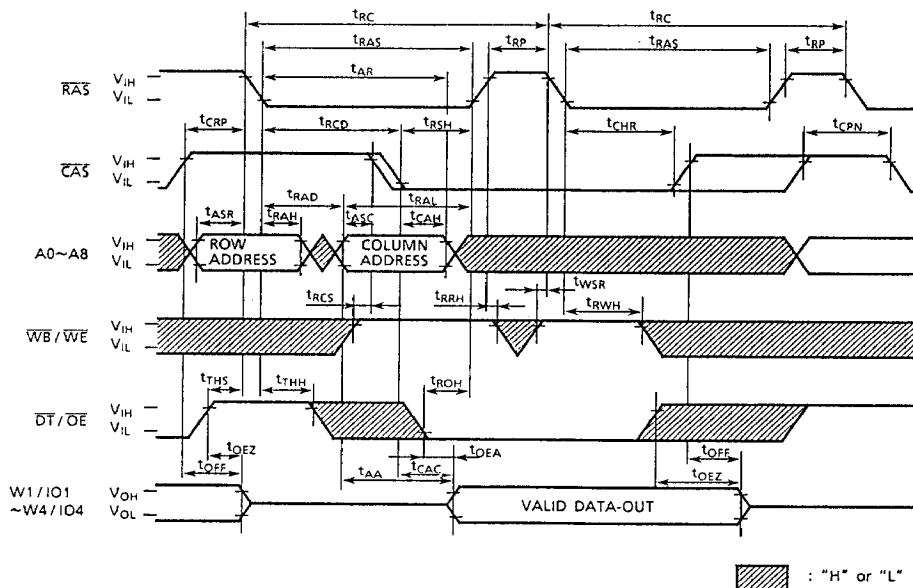 tRC tRC
tRAS tRP tRAS tRP
tAR
RAS VIH VIL
tCRP tRCD tRSH tCHR tCPN
CAS VIH VIL
tRAD tRAL
tASR tRAH tASC tCAH
A0~A8 VIH VIL ROW ADDRESS COLUMN ADDRESS
tRCS tRRH tWSR tRWH
WB/WE VIH VIL
tTHS tTHH tROH
DT/OE VIH VIL
tOEZ tOEA tOFF
tOFF tAA tCAC tOEZ
W1/IO1 ~W4/IO4 VOH VOL VALID DATA-OUT
: "H" or "L"